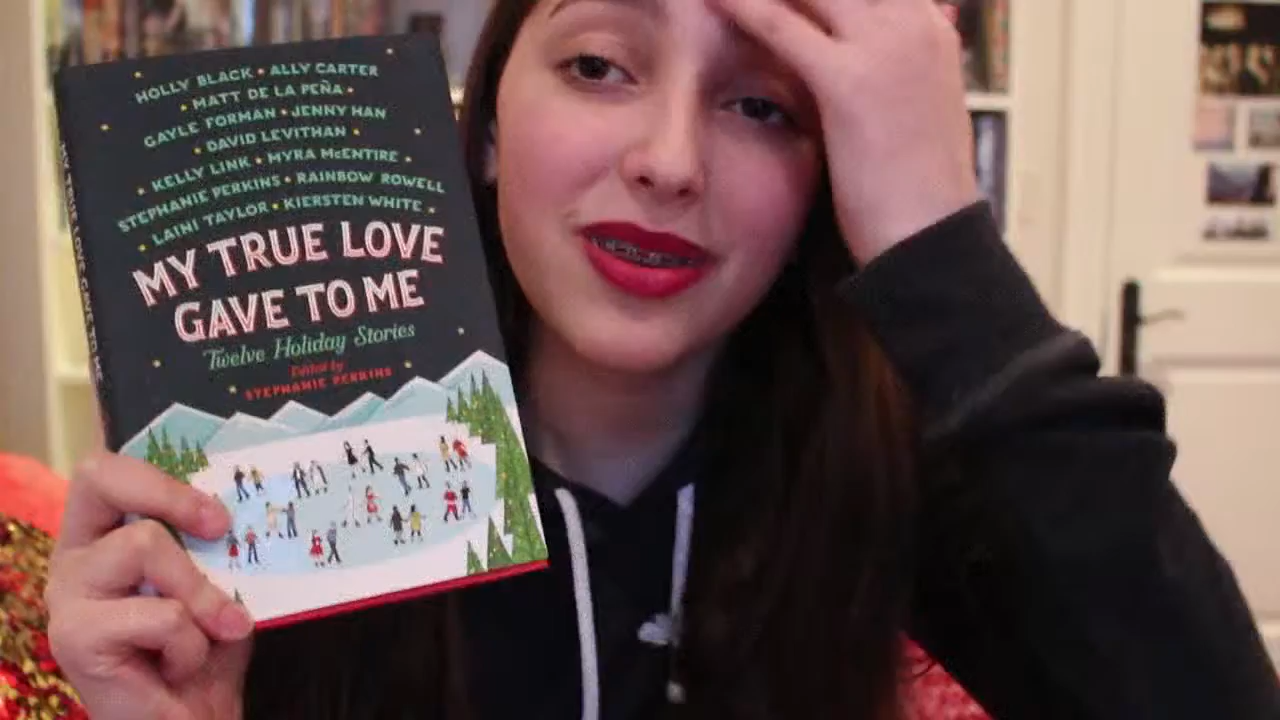 HOLLY BLACK • ALLY CARTER
• MATT DE LA PEÑA •
GAYLE FORMAN • JENNY HAN
• DAVID LEVITHAN •
• KELLY LINK • MYRA McENTIRE •
STEPHANIE PERKINS • RAINBOW ROWELL
• LAINI TAYLOR • KIERSTEN WHITE •
MY TRUE LOVE
GAVE TO ME
Twelve Holiday Stories
Edited by
STEPHANIE PERKINS
MY TRUE LOVE GAVE TO ME